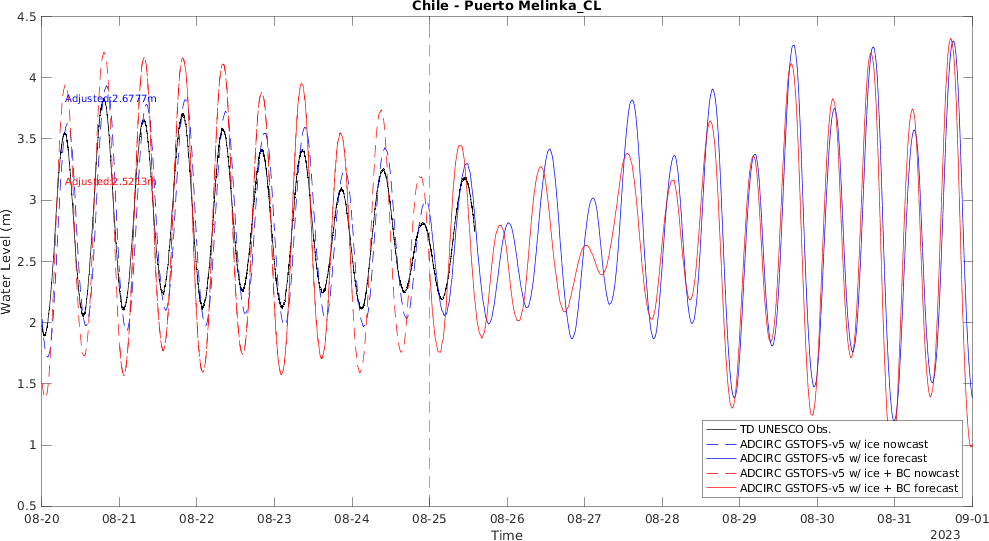 Chile - Puerto Melinka_CL
4.5
4
3.5
3
2.5
2
1.5
1
0.5
Water Level (m)
Adjusted:2.6777m
Adjusted:2.5213m
TD UNESCO Obs.
ADCIRC GSTOFS-v5 w/ ice nowcast
ADCIRC GSTOFS-v5 w/ ice forecast
ADCIRC GSTOFS-v5 w/ ice + BC nowcast
ADCIRC GSTOFS-v5 w/ ice + BC forecast
08-20 08-21 08-22 08-23 08-24 08-25 08-26 08-27 08-28 08-29 08-30 08-31 09-01
Time
2023